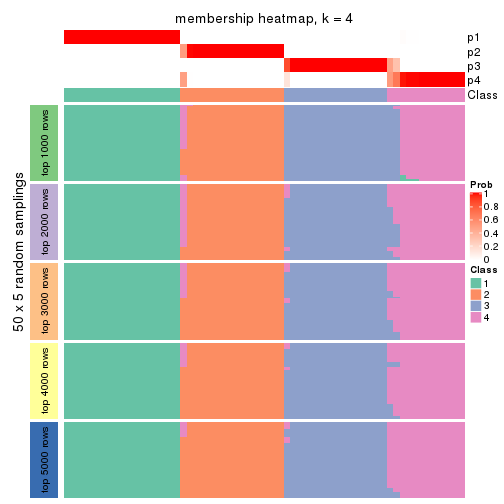 membership heatmap, k = 4
p1
p2
p3
p4
Class
50 x 5 random samplings
top 1000 rows
top 2000 rows
top 3000 rows
top 4000 rows
top 5000 rows
Prob
1
0.8
0.6
0.4
0.2
0
Class
1
2
3
4